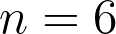 n = 6